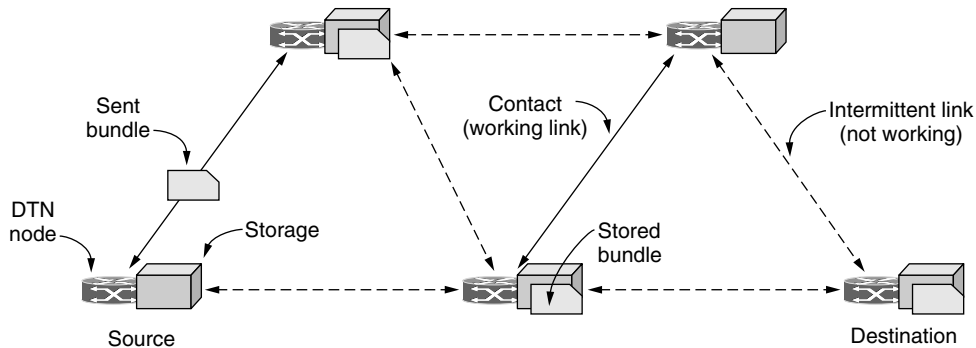 Sent
bundle
Contact
(working link)
Intermittent link
(not working)
DTN
node
Storage
Stored
bundle
Source
Destination